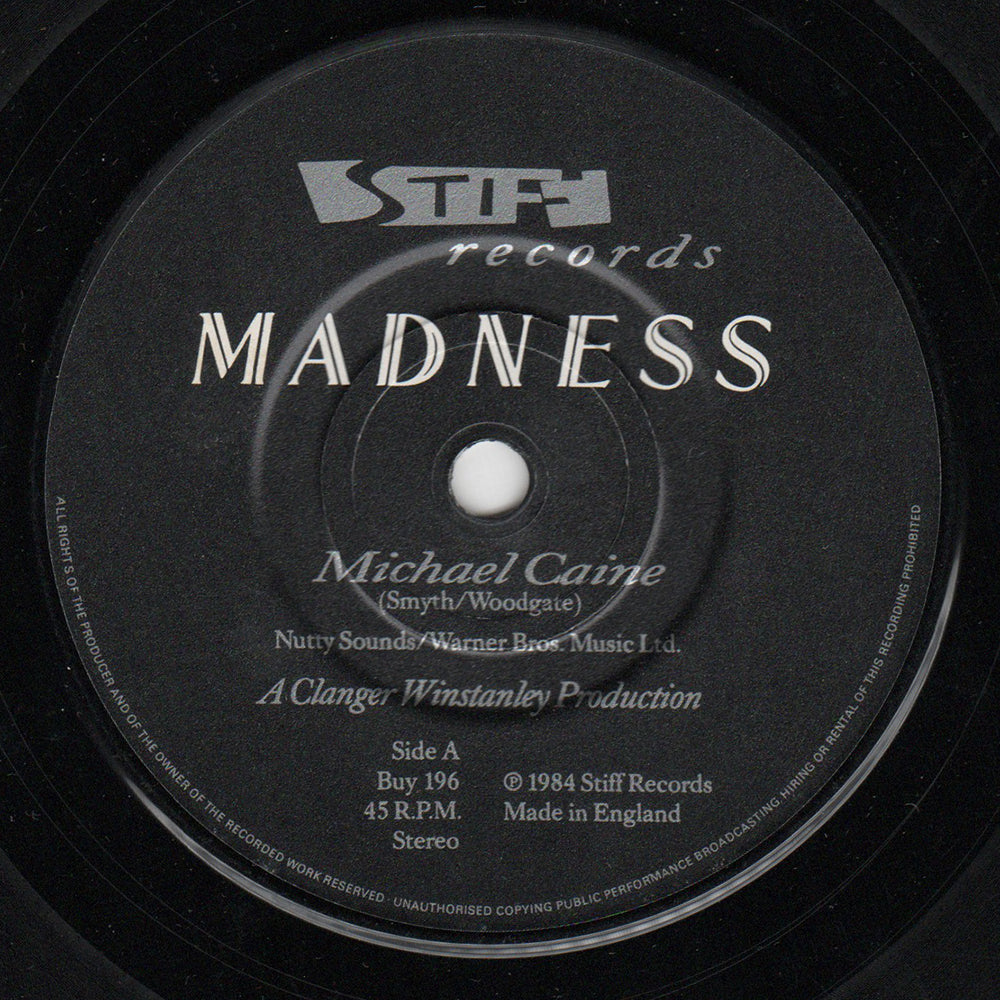 STIFF
records
MADNESS
Michael Caine
(Smyth/Woodgate)
Nutty Sounds/Warner Bros. Music Ltd.
A Clanger Winstanley Production
Side A
Buy 196
45 R.P.M.
Stereo
℗ 1984 Stiff Records
Made in England
ALL RIGHTS OF THE PRODUCER AND OF THE OWNER OF THE RECORDED WORK RESERVED · UNAUTHORISED COPYING PUBLIC PERFORMANCE BROADCASTING HIRING OR RENTAL OF THIS RECORDING PROHIBITED